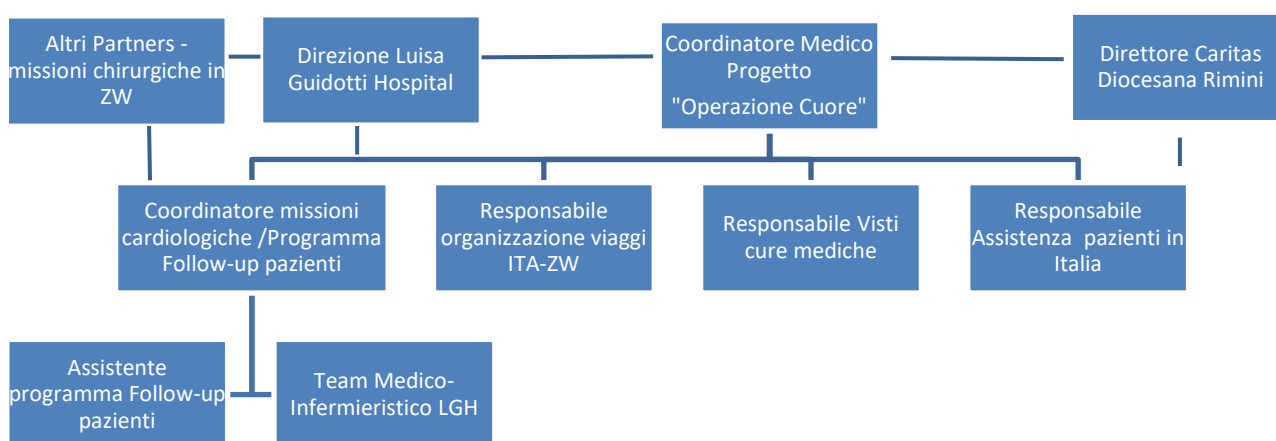 Altri Partners -
missioni chirurgiche in
ZW
Direzione Luisa
Guidotti Hospital
Coordinatore Medico
Progetto
"Operazione Cuore"
Direttore Caritas
Diocesana Rimini
Coordinatore missioni
cardiologiche /Programma
Follow-up pazienti
Responsabile
organizzazione viaggi
ITA-ZW
Responsabile Visti
cure mediche
Responsabile
Assistenza pazienti in
Italia
Assistente
programma Follow-up
pazienti
Team Medico-
Infermieristico LGH